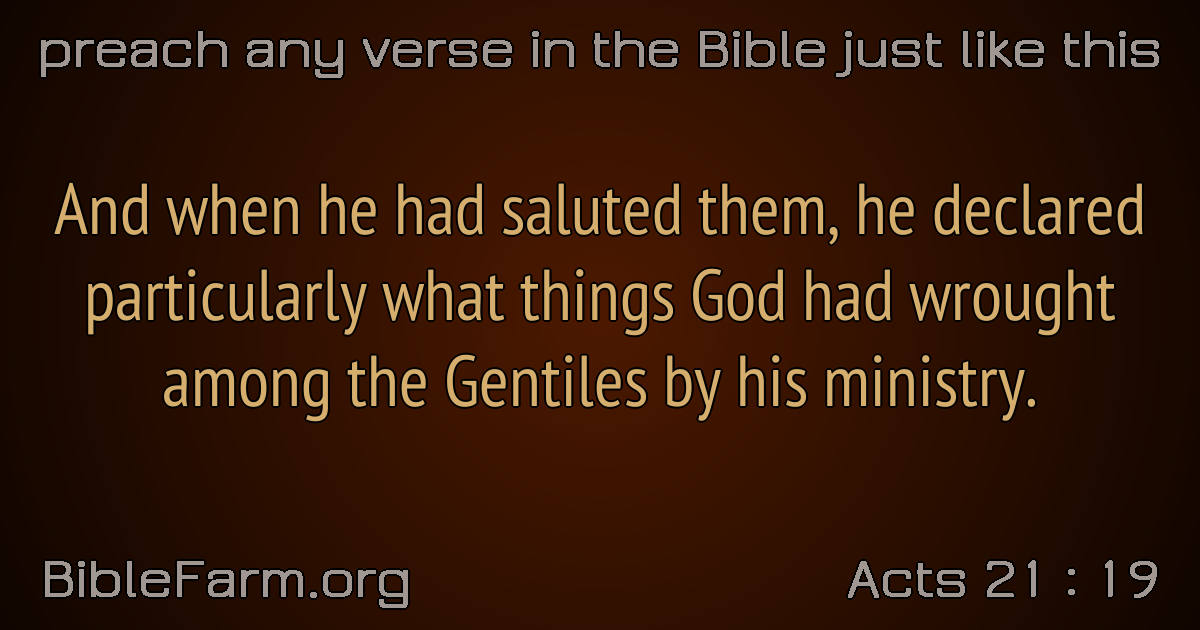 preach any verse in the Bible just like this
And when he had saluted them, he declared
particularly what things God had wrought
among the Gentiles by his ministry.
BibleFarm.org
Acts 21 : 19